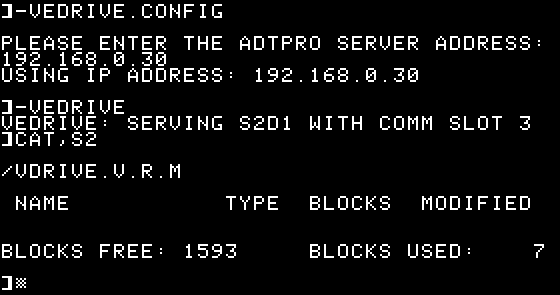 ]-VEDRIVE.CONFIG
PLEASE ENTER THE ADTPRO SERVER ADDRESS:
192.168.0.30
USING IP ADDRESS: 192.168.0.30
]-VEDRIVE
VEDRIVE: SERVING S2D1 WITH COMM SLOT 3
]CAT,S2
/VDRIVE.V.R.M
NAME TYPE BLOCKS MODIFIED
BLOCKS FREE: 1593 BLOCKS USED: 7
]